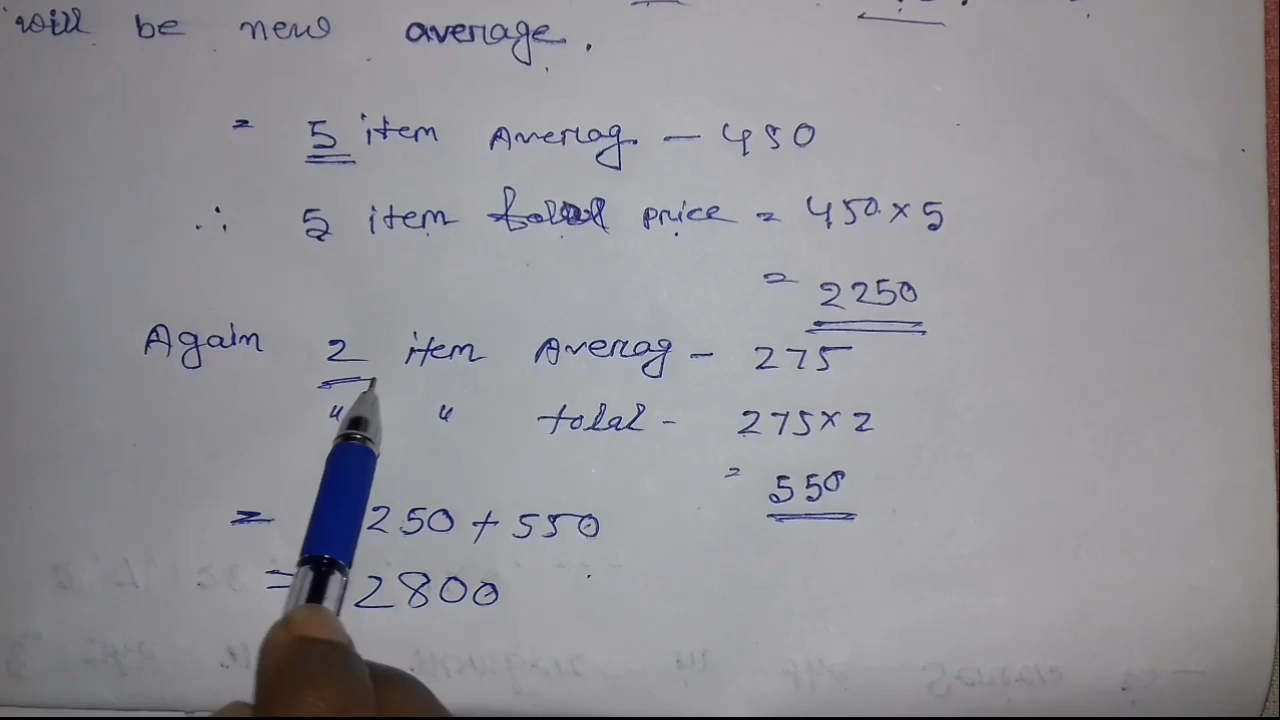 will be new average.
= 5 item Averag - 450
∴ 5 item total price = 450 × 5
= 2250
Again 2 item Averag - 275
" " total - 275 × 2
= 550
= 250 + 550
= 2800